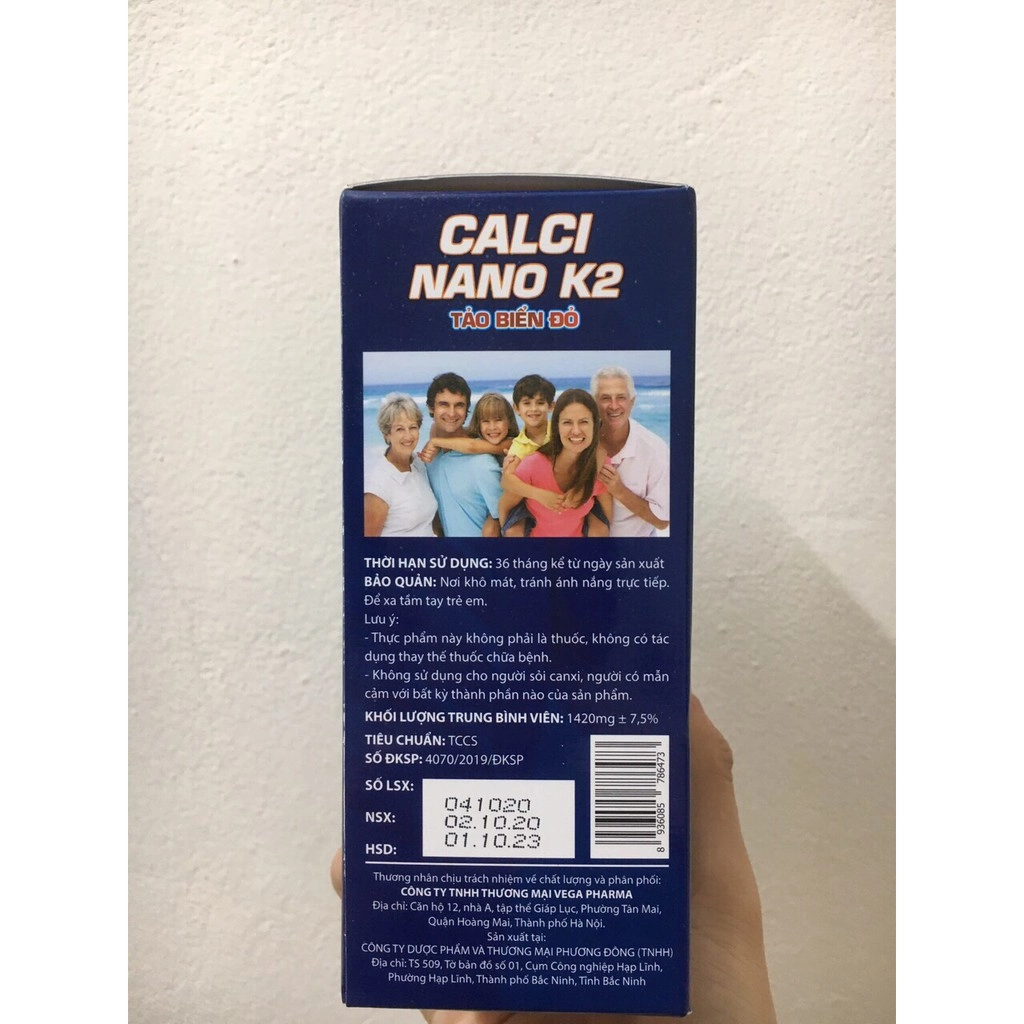 CALCI
NANO K2
TẢO BIỂN ĐỎ
THỜI HẠN SỬ DỤNG: 36 tháng kể từ ngày sản xuất
BẢO QUẢN: Nơi khô mát, tránh ánh nắng trực tiếp.
Để xa tầm tay trẻ em.
Lưu ý:
- Thực phẩm này không phải là thuốc, không có tác
dụng thay thế thuốc chữa bệnh.
- Không sử dụng cho người sỏi canxi, người có mẫn
cảm với bất kỳ thành phần nào của sản phẩm.
KHỐI LƯỢNG TRUNG BÌNH VIÊN: 1420mg ± 7,5%
TIÊU CHUẨN: TCCS
SỐ ĐKSP: 4070/2019/ĐKSP
SỐ LSX: 041020
NSX: 02.10.20
HSD: 01.10.23
8 936085 786473
Thương nhân chịu trách nhiệm về chất lượng và phân phối:
CÔNG TY TNHH THƯƠNG MẠI VEGA PHARMA
Địa chỉ: Căn hộ 12, nhà A, tập thể Giáp Lục, Phường Tân Mai,
Quận Hoàng Mai, Thành phố Hà Nội.
Sản xuất tại:
CÔNG TY DƯỢC PHẨM VÀ THƯƠNG MẠI PHƯƠNG ĐÔNG (TNHH)
Địa chỉ: TS 509, Tờ bản đồ số 01, Cụm Công nghiệp Hạp Lĩnh,
Phường Hạp Lĩnh, Thành phố Bắc Ninh, Tỉnh Bắc Ninh